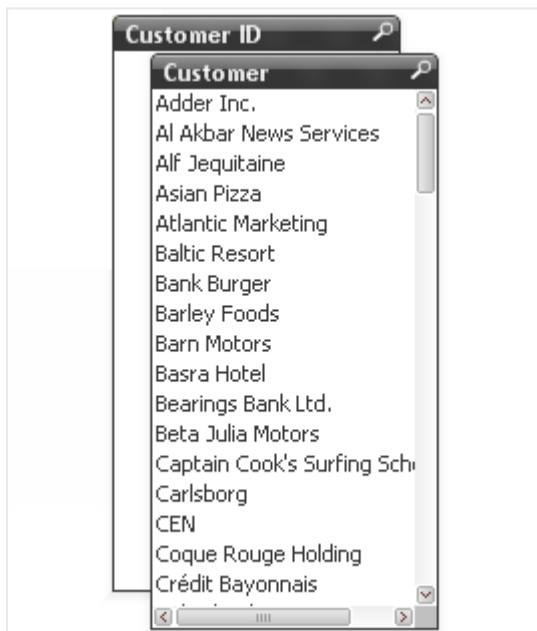 Customer ID
Customer
Adder Inc.
Al Akbar News Services
Alf Jequitaine
Asian Pizza
Atlantic Marketing
Baltic Resort
Bank Burger
Barley Foods
Barn Motors
Basra Hotel
Bearings Bank Ltd.
Beta Julia Motors
Captain Cook's Surfing
Carlsborg
CEN
Coque Rouge Holding
Crédit Bayonnais